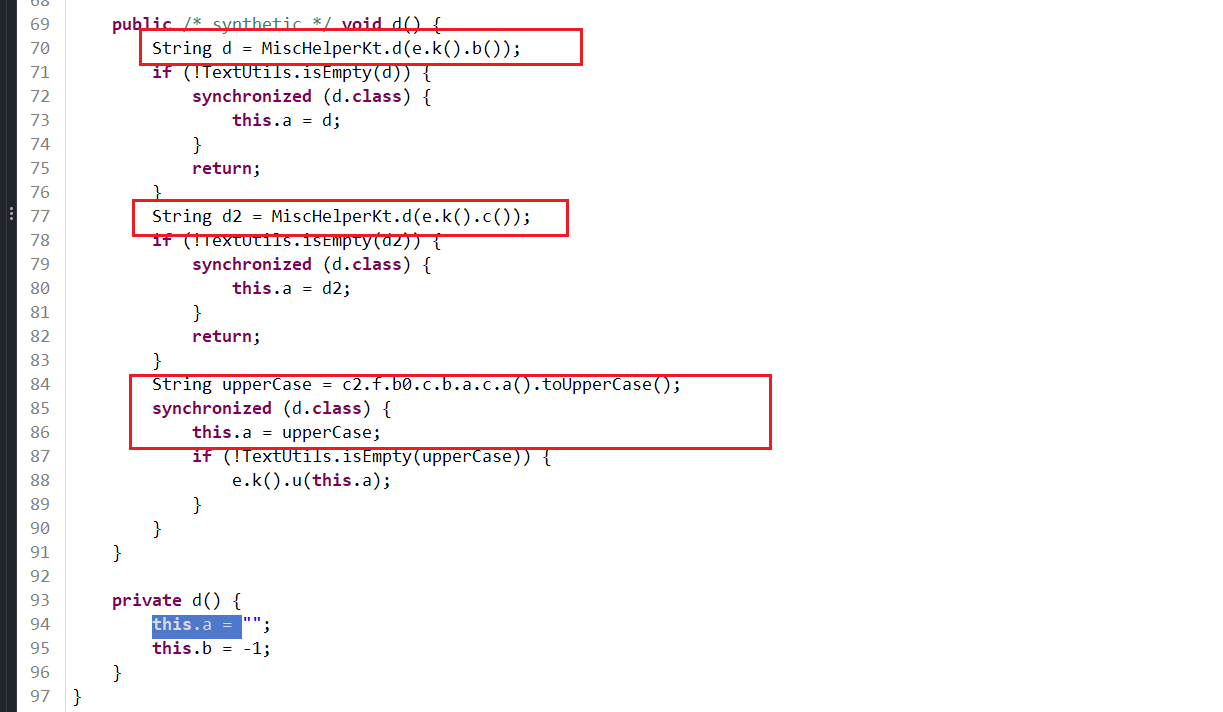 68
69 public /* synthetic */ void d() {
70 String d = MiscHelperKt.d(e.k().b());
71 if (!TextUtils.isEmpty(d)) {
72 synchronized (d.class) {
73 this.a = d;
74 }
75 return;
76 }
77 String d2 = MiscHelperKt.d(e.k().c());
78 if (!TextUtils.isEmpty(d2)) {
79 synchronized (d.class) {
80 this.a = d2;
81 }
82 return;
83 }
84 String upperCase = c2.f.b0.c.b.a.c.a().toUpperCase();
85 synchronized (d.class) {
86 this.a = upperCase;
87 if (!TextUtils.isEmpty(upperCase)) {
88 e.k().u(this.a);
89 }
90 }
91 }
92
93 private d() {
94 this.a = "";
95 this.b = -1;
96 }
97 }